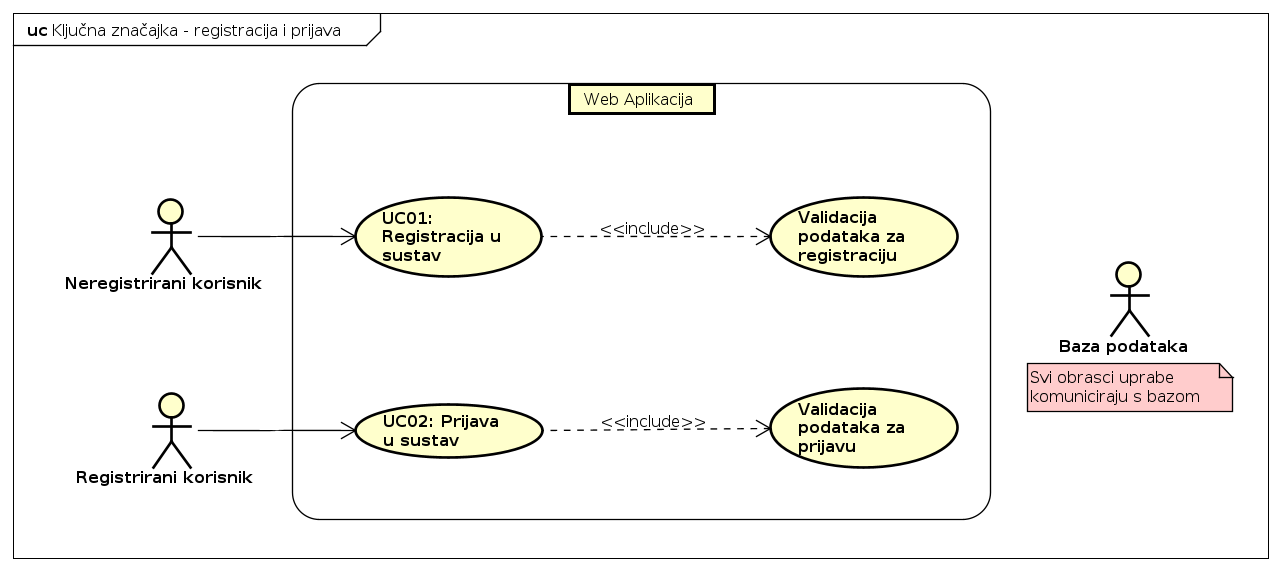 uc Ključna značajka - registracija i prijava
Web Aplikacija
Neregistrirani korisnik
UC01:
Registracija u
sustav
<<include>>
Validacija
podataka za
registraciju
Baza podataka
Svi obrasci uprabe
komuniciraju s bazom
Registrirani korisnik
UC02: Prijava
u sustav
<<include>>
Validacija
podataka za
prijavu